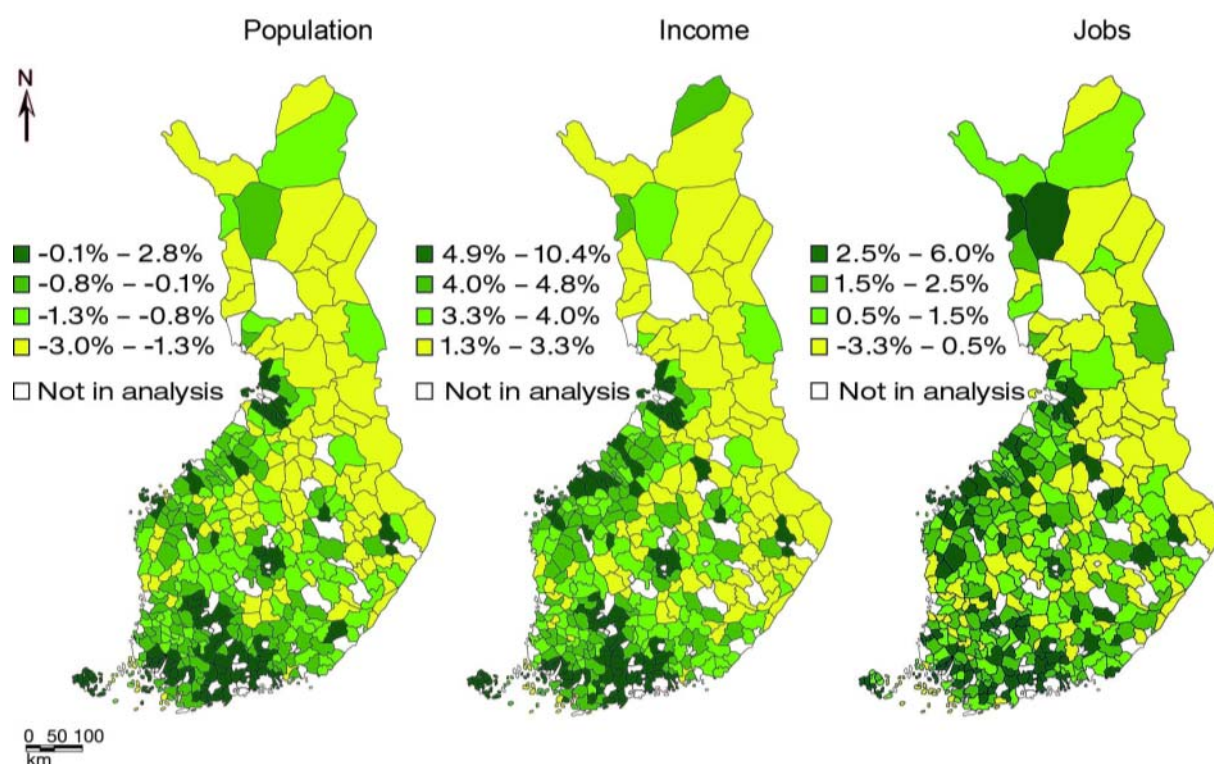 Population
Income
Jobs
N
-0.1% – 2.8%
-0.8% – -0.1%
-1.3% – -0.8%
-3.0% – -1.3%
Not in analysis
4.9% – 10.4%
4.0% – 4.8%
3.3% – 4.0%
1.3% – 3.3%
Not in analysis
2.5% – 6.0%
1.5% – 2.5%
0.5% – 1.5%
-3.3% – 0.5%
Not in analysis
0 50 100
km